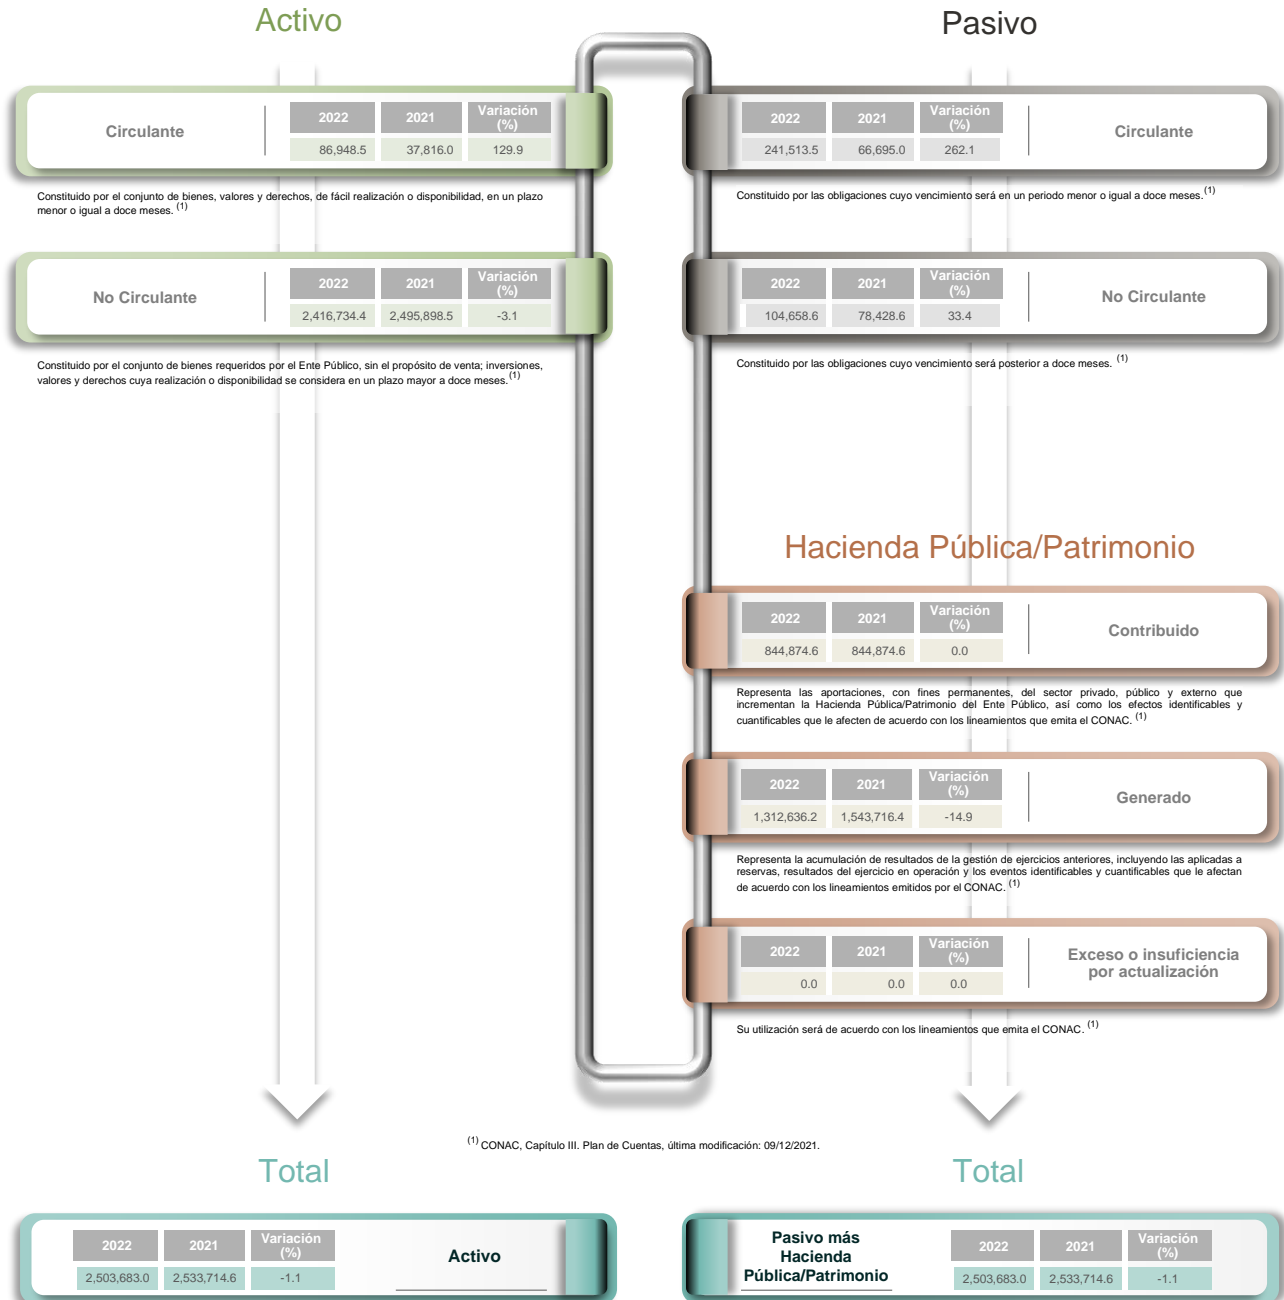 Activo
Circulante
2022 2021 Variación (%)
86,948.5 37,816.0 129.9
Constituido por el conjunto de bienes, valores y derechos, de fácil realización o disponibilidad, en un plazo
menor o igual a doce meses. (1)
No Circulante
2022 2021 Variación (%)
2,416,734.4 2,495,898.5 -3.1
Constituido por el conjunto de bienes requeridos por el Ente Público, sin el propósito de venta; inversiones,
valores y derechos cuya realización o disponibilidad se considera en un plazo mayor a doce meses. (1)
Pasivo
2022 2021 Variación (%)
241,513.5 66,695.0 262.1
Circulante
Constituido por las obligaciones cuyo vencimiento será en un periodo menor o igual a doce meses. (1)
2022 2021 Variación (%)
104,658.6 78,428.6 33.4
No Circulante
Constituido por las obligaciones cuyo vencimiento será posterior a doce meses. (1)
Hacienda Pública/Patrimonio
2022 2021 Variación (%)
844,874.6 844,874.6 0.0
Contribuido
Representa las aportaciones, con fines permanentes, del sector privado, público y externo que
incrementan la Hacienda Pública/Patrimonio del Ente Público, así como los efectos identificables y
cuantificables que le afecten de acuerdo con los lineamientos que emita el CONAC. (1)
2022 2021 Variación (%)
1,312,636.2 1,543,716.4 -14.9
Generado
Representa la acumulación de resultados de la gestión de ejercicios anteriores, incluyendo las aplicadas a
reservas, resultados del ejercicio en operación y los eventos identificables y cuantificables que le afectan
de acuerdo con los lineamientos emitidos por el CONAC. (1)
2022 2021 Variación (%)
0.0 0.0 0.0
Exceso o insuficiencia
por actualización
Su utilización será de acuerdo con los lineamientos que emita el CONAC. (1)
(1) CONAC, Capítulo III. Plan de Cuentas, última modificación: 09/12/2021.
Total
2022 2021 Variación (%)
2,503,683.0 2,533,714.6 -1.1
Activo
Total
Pasivo más
Hacienda
Pública/Patrimonio
2022 2021 Variación (%)
2,503,683.0 2,533,714.6 -1.1